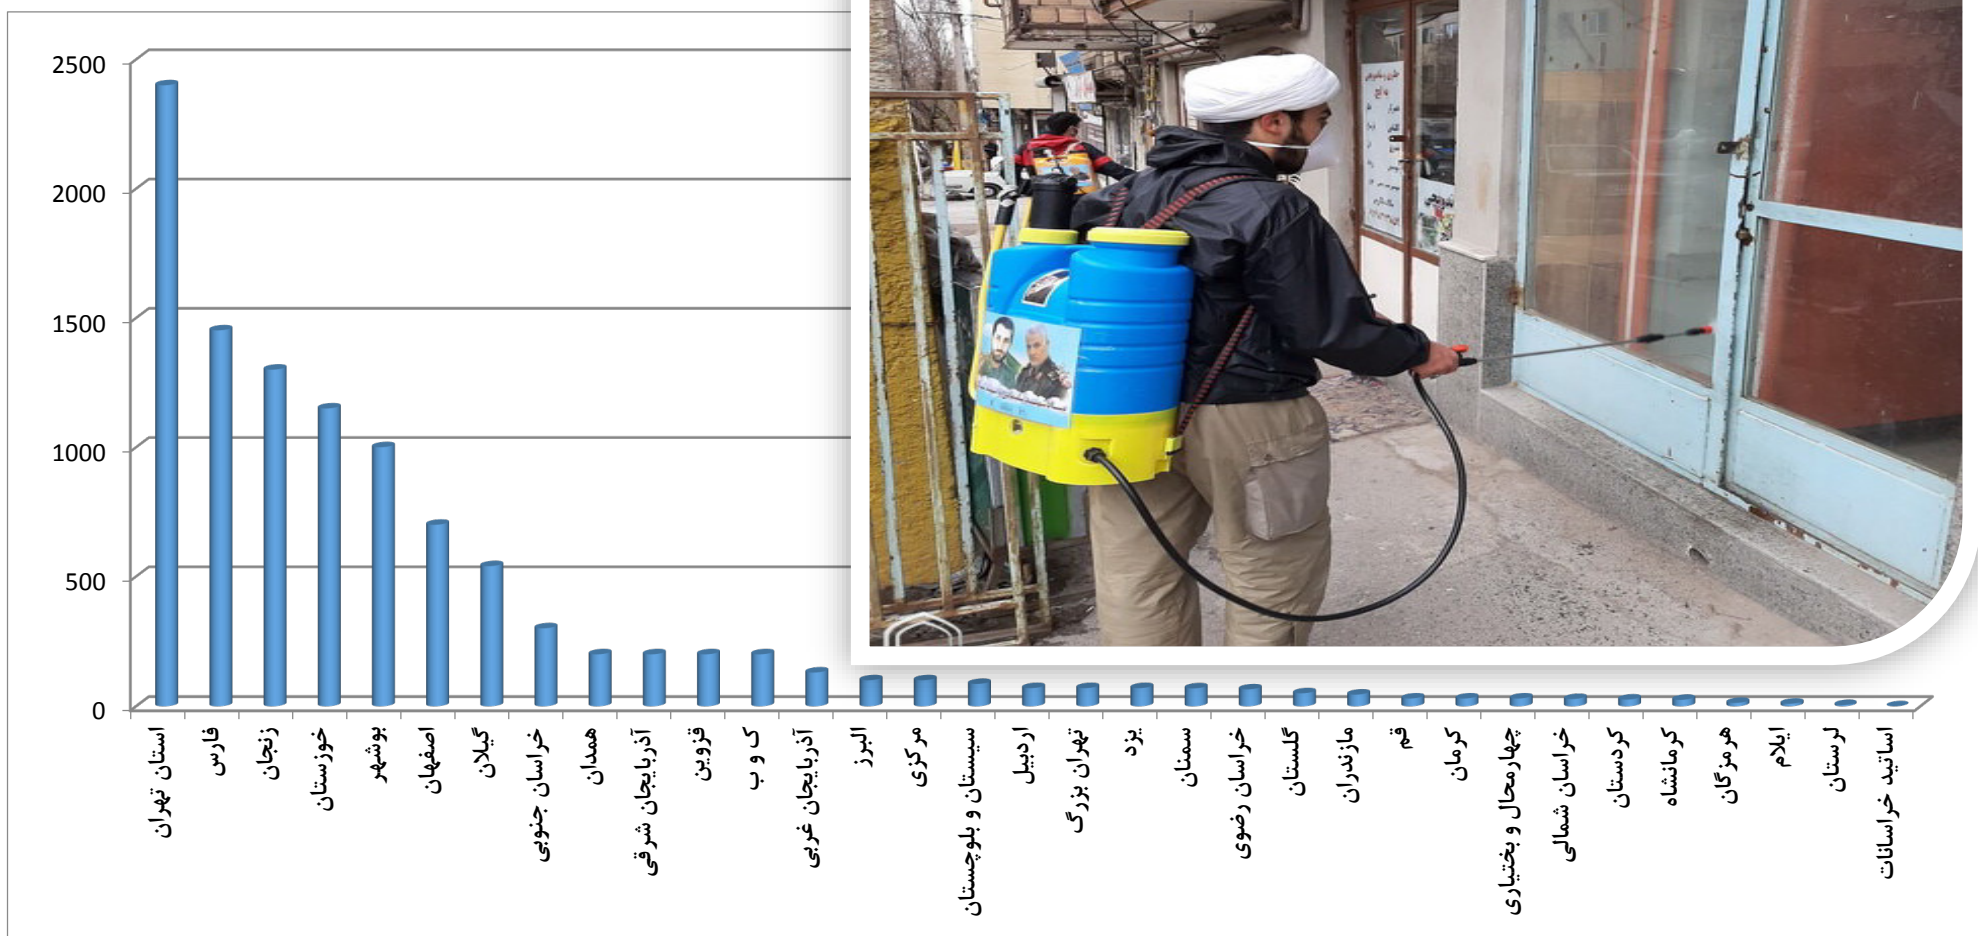 2500
2000
1500
1000
500
0
استان تهران
فارس
زنجان
خوزستان
بوشهر
اصفهان
گیلان
خراسان جنوبی
همدان
آذربایجان شرقی
قزوین
ک و ب
آذربایجان غربی
البرز
مرکزی
سیستان و بلوچستان
اردبیل
تهران بزرگ
یزد
سمنان
خراسان رضوی
گلستان
مازندران
قم
کرمان
چهارمحال و بختیاری
خراسان شمالی
کردستان
کرمانشاه
هرمزگان
ایلام
لرستان
اساتید خراسانات